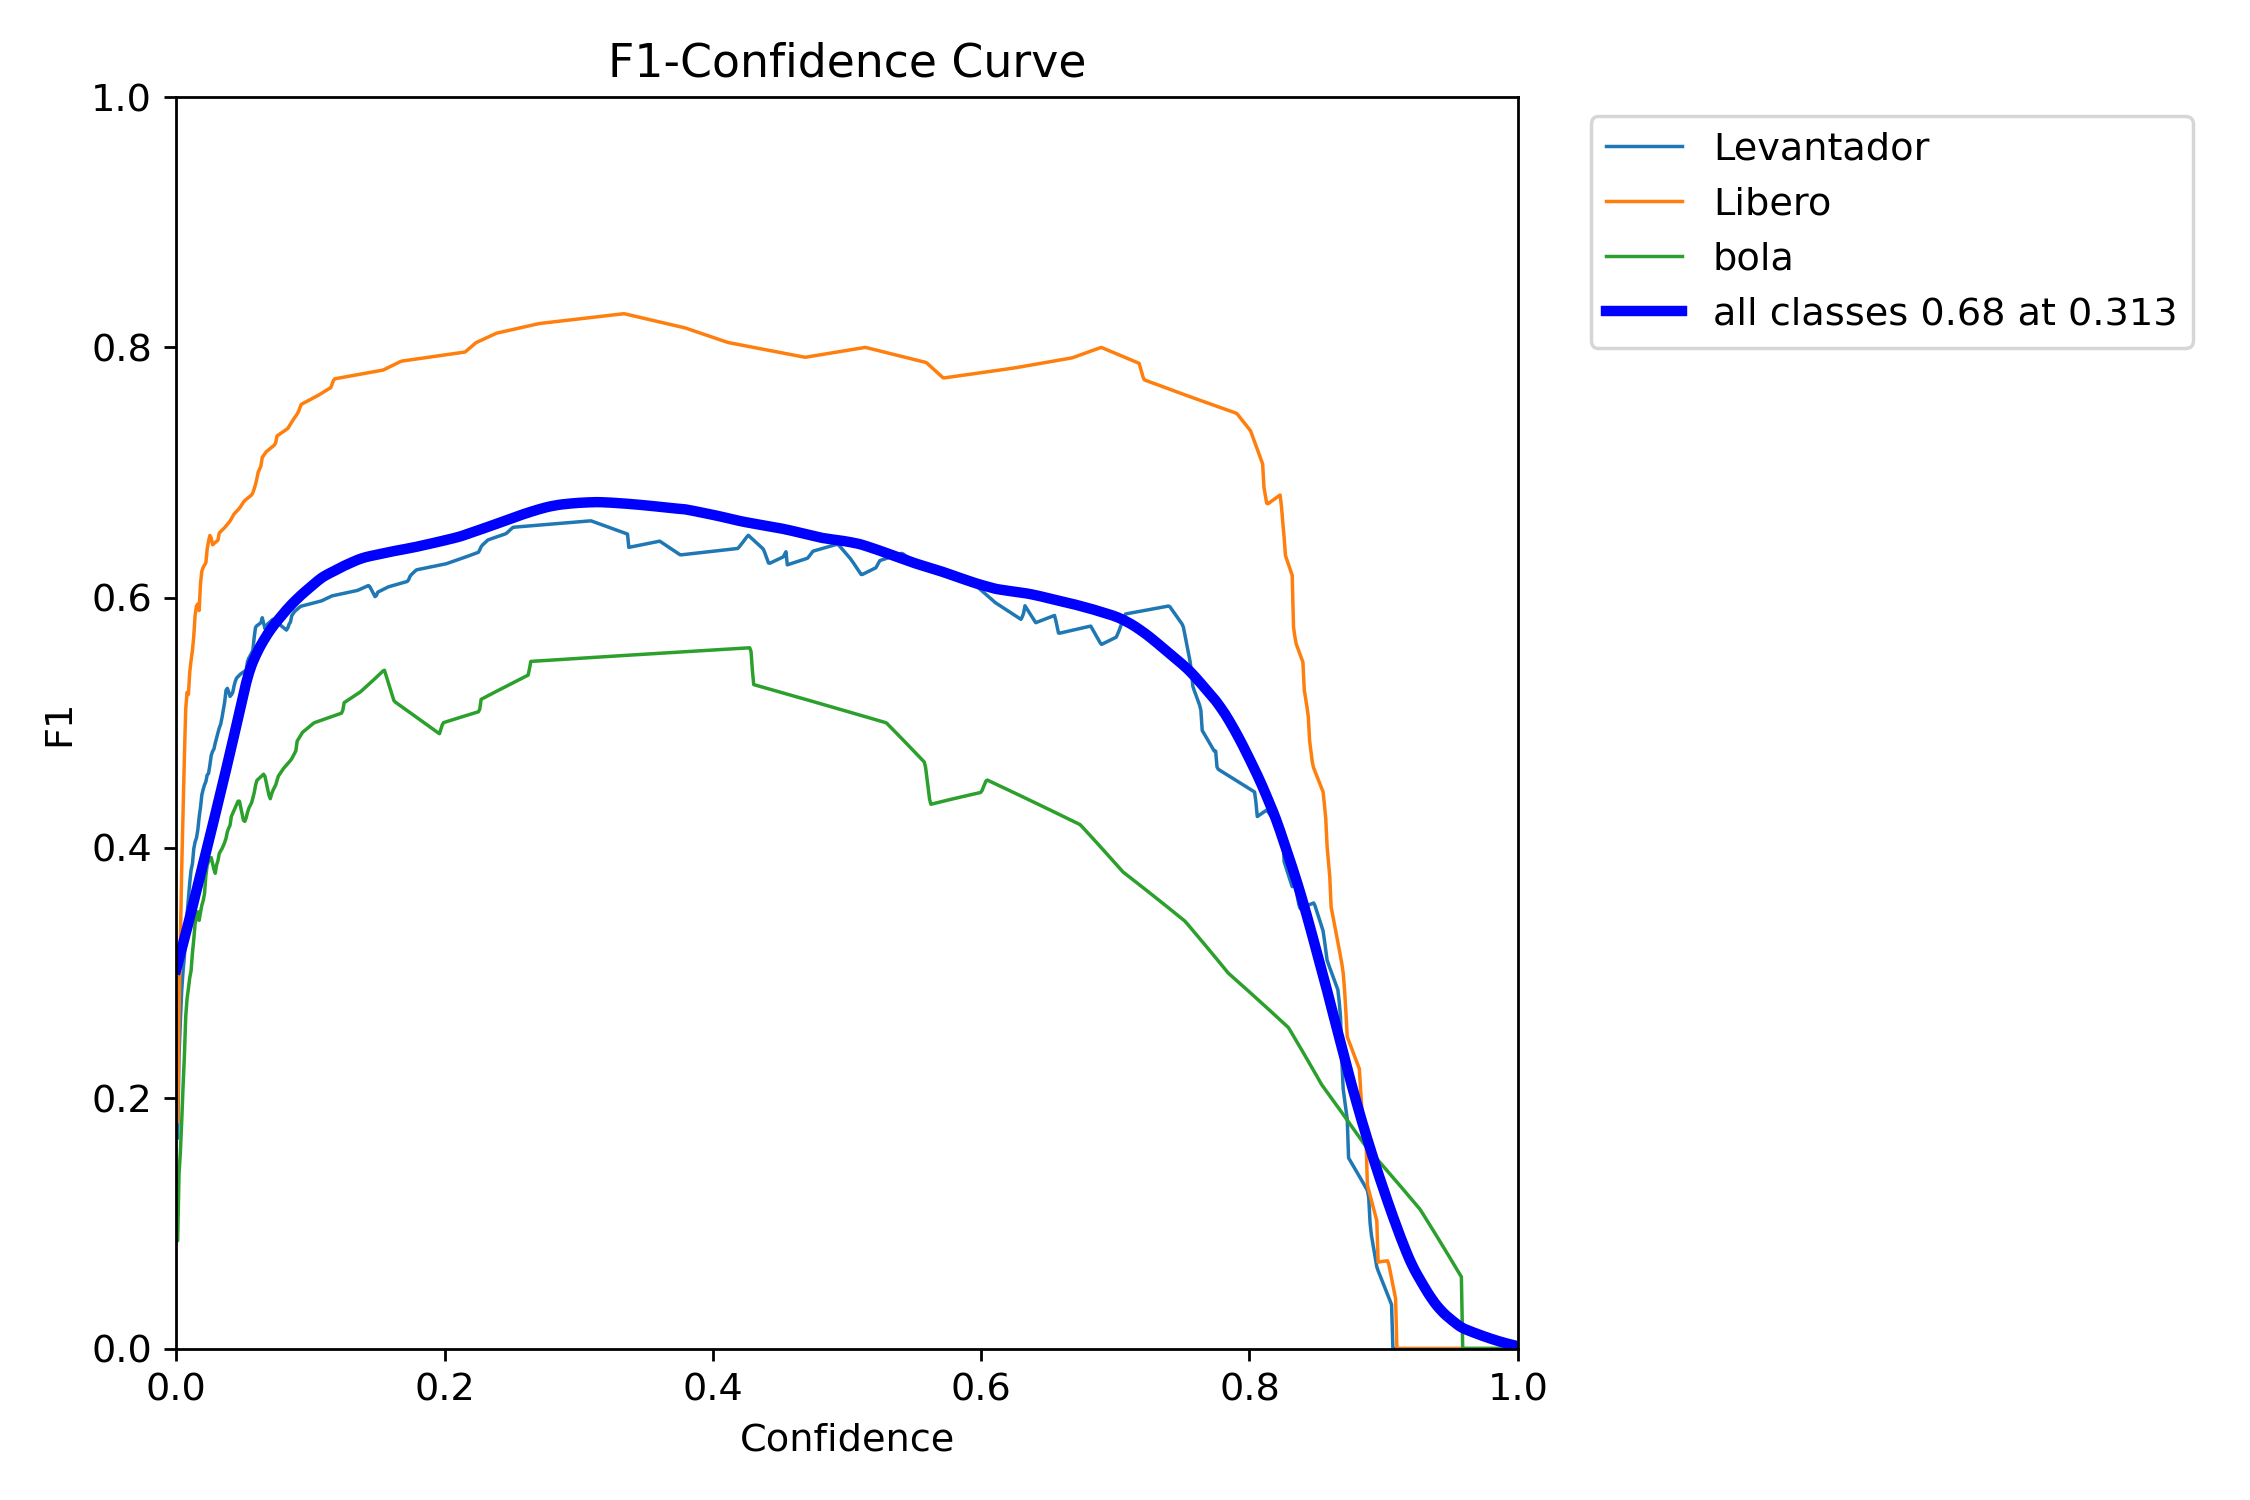 F1-Confidence Curve
1.0
0.8
0.6
0.4
0.2
0.0
F1
0.0 0.2 0.4 0.6 0.8 1.0
Confidence
Levantador
Libero
bola
all classes 0.68 at 0.313